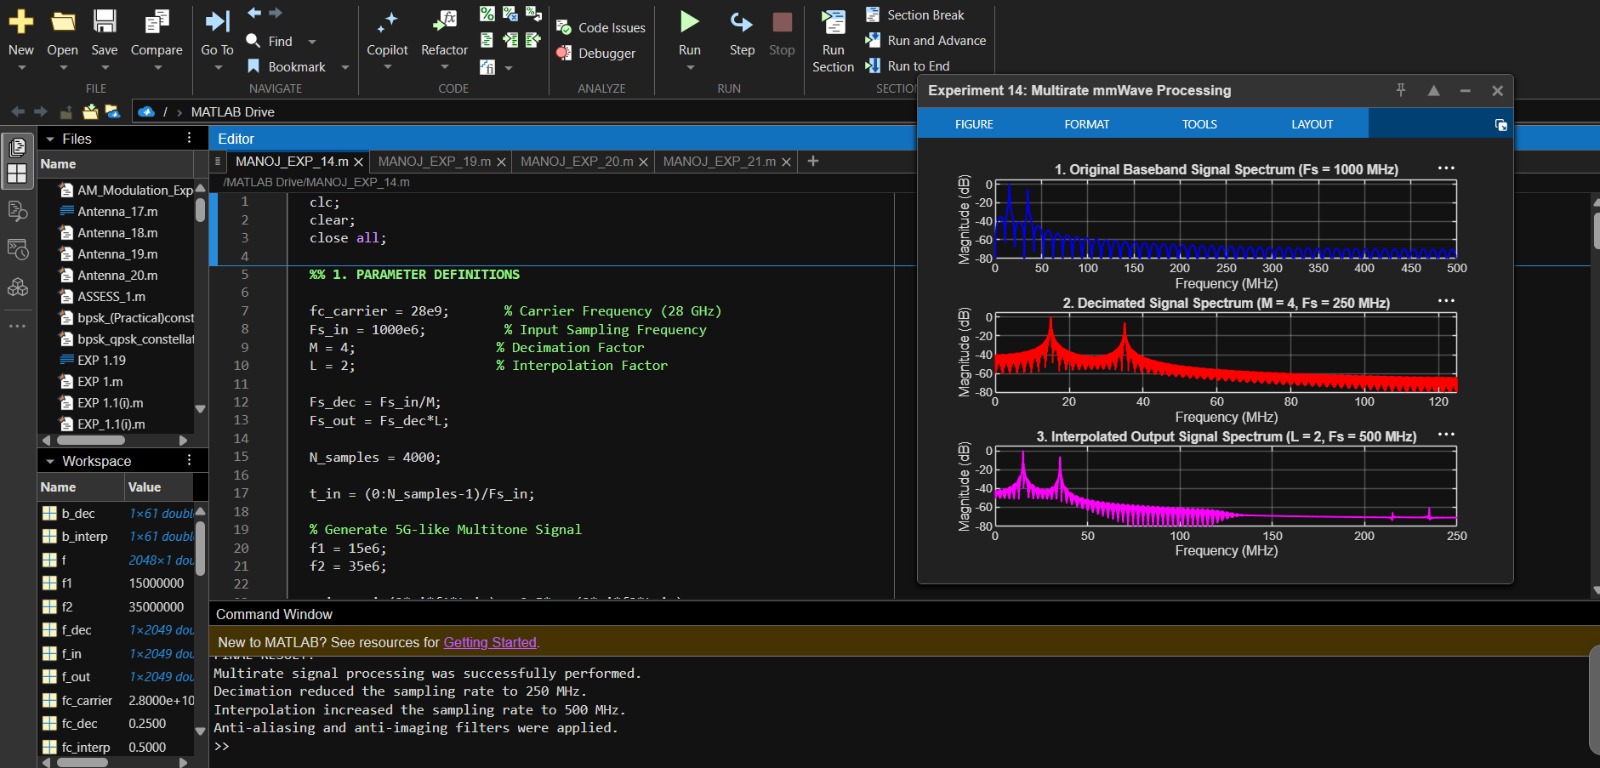 New
Open
Save
Compare
FILE
Go To
Find
Bookmark
NAVIGATE
Copilot
Refactor
CODE
Code Issues
Debugger
ANALYZE
Run
Step
Stop
RUN
Run
Section
Section Break
Run and Advance
Run to End
SECTIO
/ › MATLAB Drive
Files
Name
AM_Modulation_Exp
Antenna_17.m
Antenna_18.m
Antenna_19.m
Antenna_20.m
ASSESS_1.m
bpsk_(Practical)const
bpsk_qpsk_constellat
EXP 1.19
EXP 1.m
EXP 1.1(i).m
EXP_1.1(i).m
Workspace
Name Value
b_dec 1×61 doubl
b_interp 1×61 doubl
f 2048×1 dou
f1 15000000
f2 35000000
f_dec 1×2049 dou
f_in 1×2049 dou
f_out 1×2049 dou
fc_carrier 2.8000e+10
fc_dec 0.2500
fc_interp 0.5000
Editor
MANOJ_EXP_14.m × MANOJ_EXP_19.m × MANOJ_EXP_20.m × MANOJ_EXP_21.m × +
/MATLAB Drive/MANOJ_EXP_14.m
1 clc;
2 clear;
3 close all;
4
5 %% 1. PARAMETER DEFINITIONS
6
7 fc_carrier = 28e9; % Carrier Frequency (28 GHz)
8 Fs_in = 1000e6; % Input Sampling Frequency
9 M = 4; % Decimation Factor
10 L = 2; % Interpolation Factor
11
12 Fs_dec = Fs_in/M;
13 Fs_out = Fs_dec*L;
14
15 N_samples = 4000;
16
17 t_in = (0:N_samples-1)/Fs_in;
18
19 % Generate 5G-like Multitone Signal
20 f1 = 15e6;
21 f2 = 35e6;
22
Command Window
New to MATLAB? See resources for Getting Started.
FINAL RESULT:
Multirate signal processing was successfully performed.
Decimation reduced the sampling rate to 250 MHz.
Interpolation increased the sampling rate to 500 MHz.
Anti-aliasing and anti-imaging filters were applied.
>>
Experiment 14: Multirate mmWave Processing
FIGURE FORMAT TOOLS LAYOUT
1. Original Baseband Signal Spectrum (Fs = 1000 MHz)
Magnitude (dB)
0
-20
-40
-60
-80
0 50 100 150 200 250 300 350 400 450 500
Frequency (MHz)
2. Decimated Signal Spectrum (M = 4, Fs = 250 MHz)
Magnitude (dB)
0
-20
-40
-60
-80
0 20 40 60 80 100 120
Frequency (MHz)
3. Interpolated Output Signal Spectrum (L = 2, Fs = 500 MHz)
Magnitude (dB)
0
-20
-40
-60
-80
0 50 100 150 200 250
Frequency (MHz)